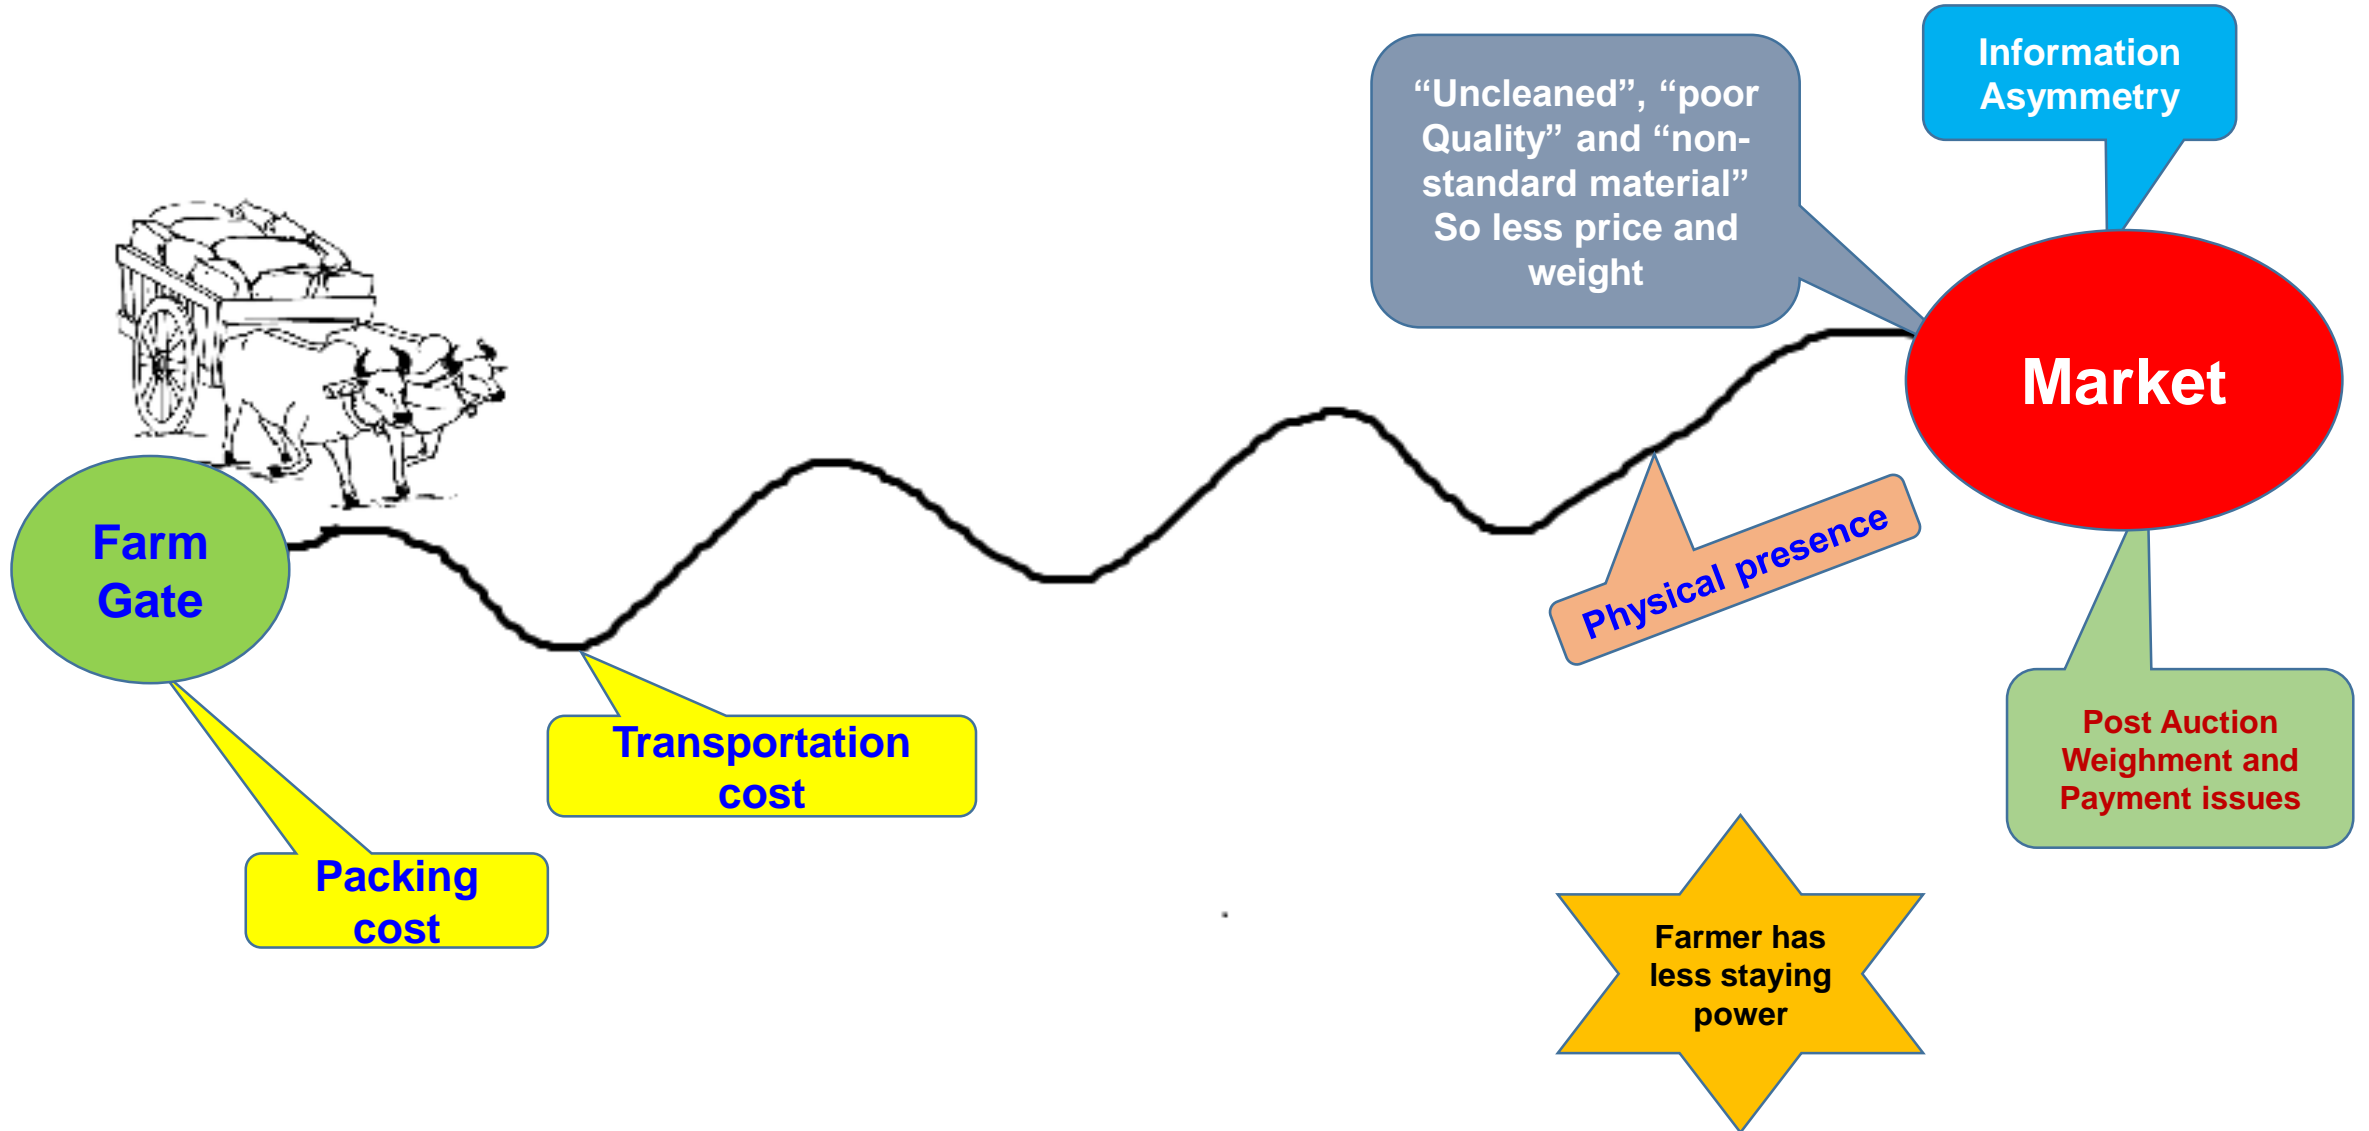 Information
Asymmetry
“Uncleaned”, “poor
Quality” and “non-
standard material”
So less price and
weight
Market
Farm
Gate
Physical presence
Transportation
cost
Packing
cost
Post Auction
Weighment and
Payment issues
Farmer has
less staying
power